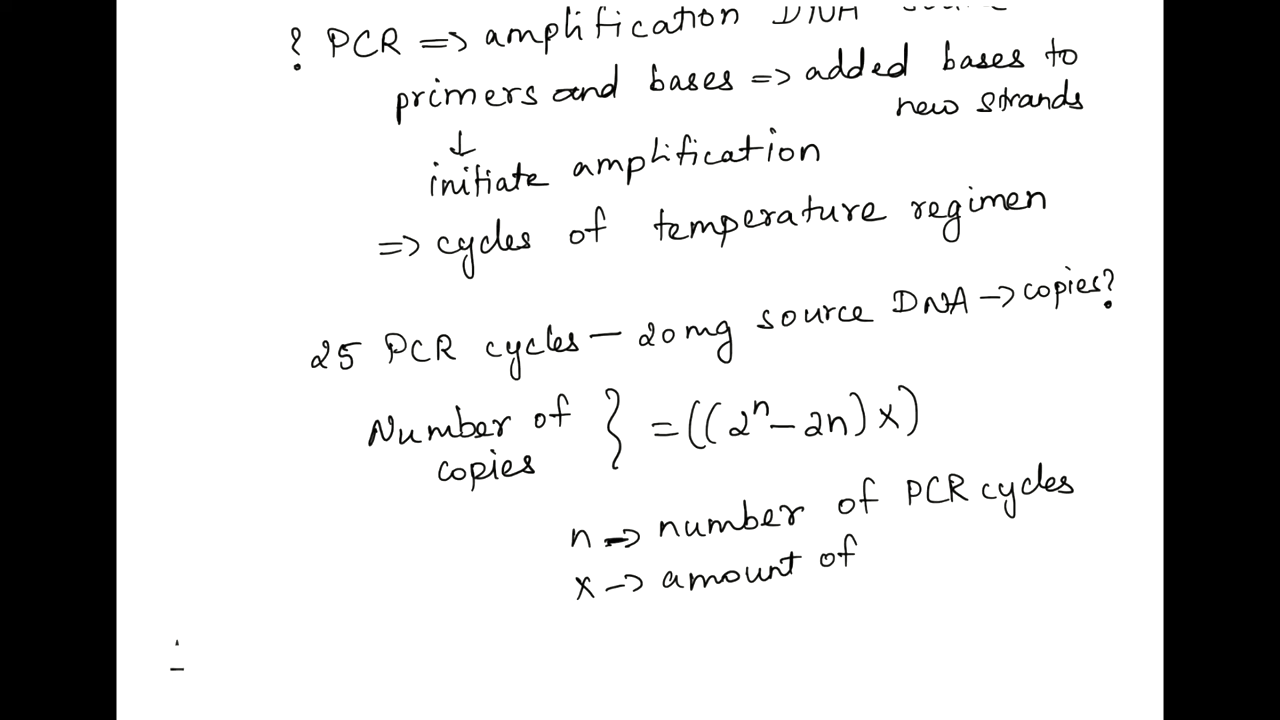 ? PCR => amplification DNA
primers and bases => added bases to
new strands
↓
initiate amplification
=> cycles of temperature regimen
25 PCR cycles — 20mg source DNA -> copies?
Number of } = ((2ⁿ - 2n) x)
copies
n -> number of PCR cycles
x -> amount of